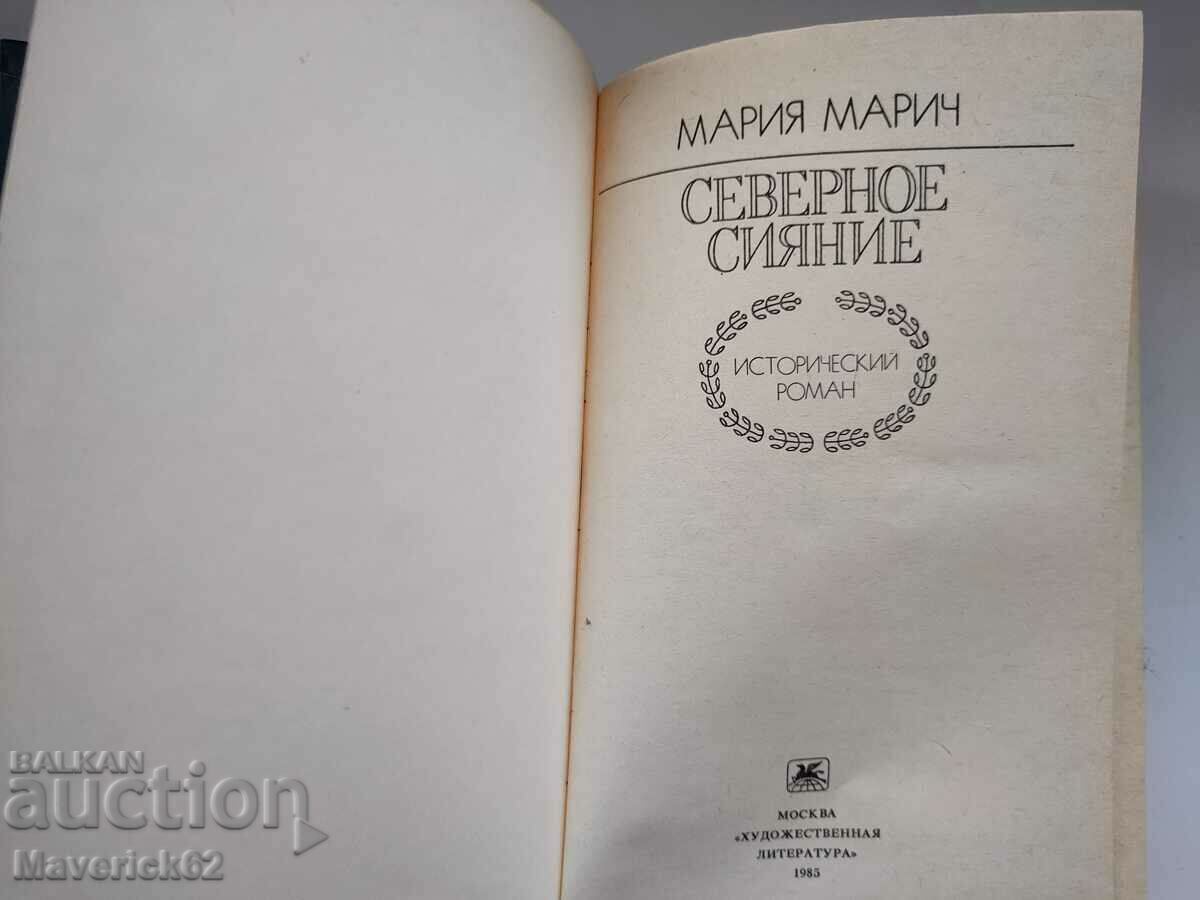 МАРИЯ МАРИЧ
СЕВЕРНОЕ
СИЯНИЕ
ИСТОРИЧЕСКИЙ
РОМАН
МОСКВА
«ХУДОЖЕСТВЕННАЯ
ЛИТЕРАТУРА»
1985
BALKAN
auction
Maverick62